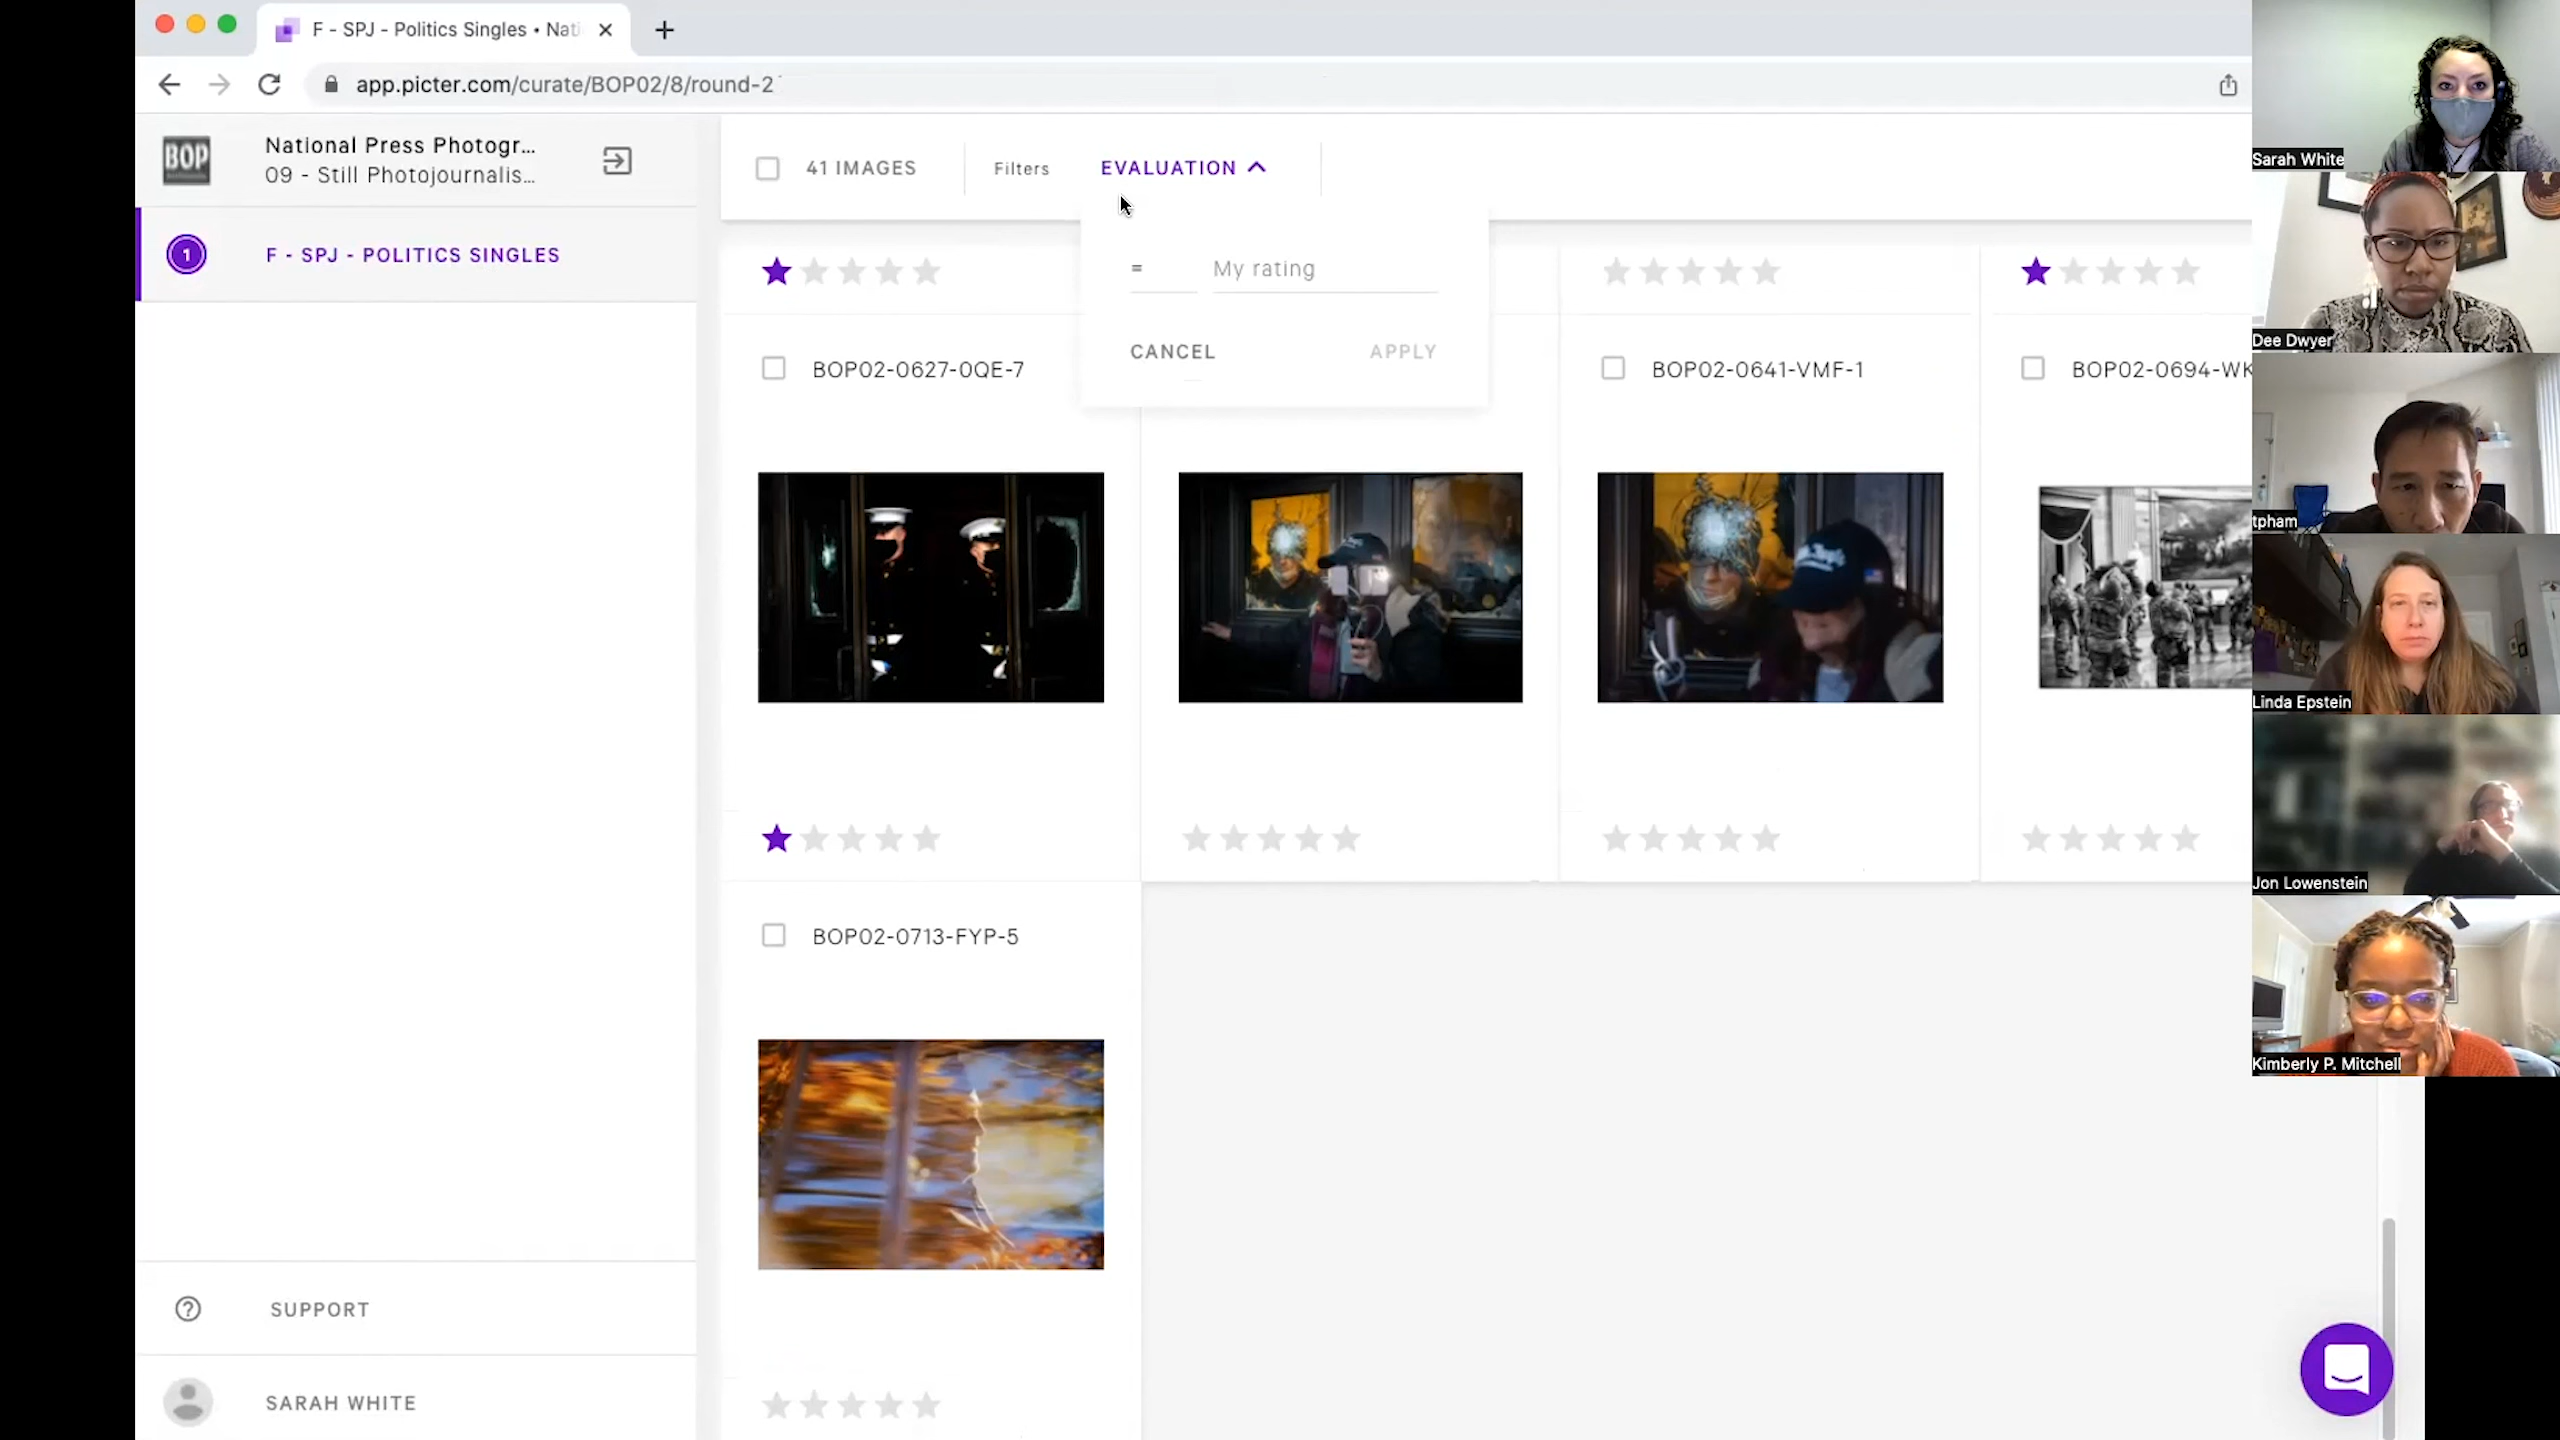 F - SPJ - Politics Singles • Nati
app.picter.com/curate/BOP02/8/round-2
BOP
National Press Photogr...
09 - Still Photojournalis...
1
F - SPJ - POLITICS SINGLES
41 IMAGES
Filters
EVALUATION
=
My rating
CANCEL
APPLY
BOP02-0627-0QE-7
BOP02-0641-VMF-1
BOP02-0694-WK
BOP02-0713-FYP-5
SUPPORT
SARAH WHITE
Sarah White
Dee Dwyer
tpham
Linda Epstein
Jon Lowenstein
Kimberly P. Mitchell